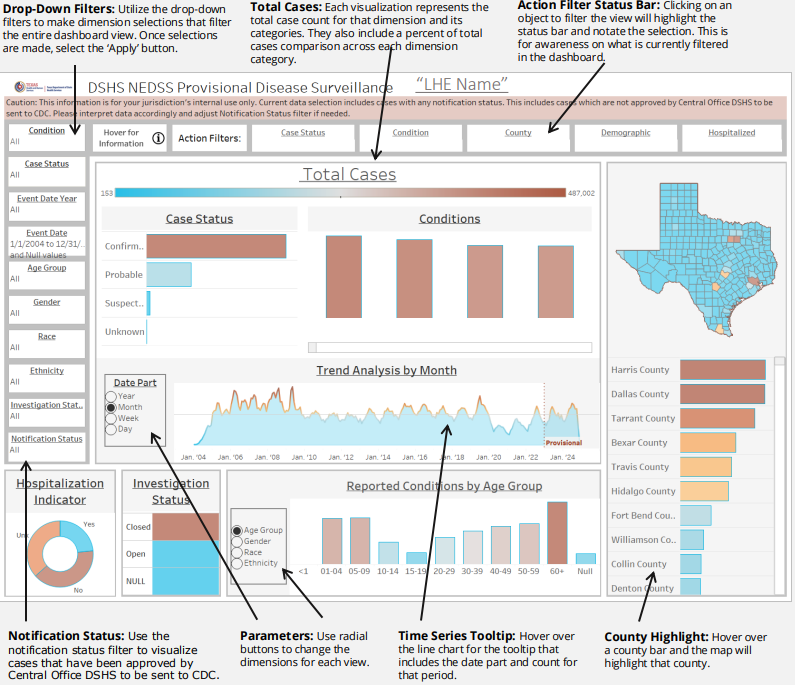 Drop-Down Filters: Utilize the drop-down
filters to make dimension selections that filter
the entire dashboard view. Once selections
are made, select the ‘Apply’ button.
Total Cases: Each visualization represents the
total case count for that dimension and its
categories. They also include a percent of total
cases comparison across each dimension
category.
Action Filter Status Bar: Clicking on an
object to filter the view will highlight the
status bar and notate the selection. This is
for awareness on what is currently filtered
in the dashboard.
TEXAS
DSHS NEDSS Provisional Disease Surveillance
“LHE Name”
Caution: This information is for your jurisdiction's internal use only. Current data selection includes cases with any notification status. This includes cases which are not approved by Central Office DSHS to be
sent to CDC. Please interpret data accordingly and adjust Notification Status filter if needed.
Condition
All
Case Status
All
Event Date Year
All
Event Date
1/1/2004 to 12/31/..
and Null values
Age Group
All
Gender
All
Race
All
Ethnicity
All
Investigation Stat..
All
Notification Status
All
Hover for
Information
Action Filters:
Case Status
Condition
County
Demographic
Hospitalized
Total Cases
153
487,002
Case Status
Confirm..
Probable
Suspect..
Unknown
Conditions
Trend Analysis by Month
Date Part
Year
Month
Week
Day
Provisional
Jan. '04 Jan. '06 Jan. '08 Jan. '10 Jan. '12 Jan. '14 Jan. '16 Jan. '18 Jan. '20 Jan. '22 Jan. '24
Harris County
Dallas County
Tarrant County
Bexar County
Travis County
Hidalgo County
Fort Bend Cou..
Williamson Co..
Collin County
Denton County
Hospitalization
Indicator
Yes
No
Investigation
Status
Closed
Open
NULL
Reported Conditions by Age Group
Age Group
Gender
Race
Ethnicity
<1 01-04 05-09 10-14 15-19 20-29 30-39 40-49 50-59 60+ Null
Notification Status: Use the
notification status filter to visualize
cases that have been approved by
Central Office DSHS to be sent to CDC.
Parameters: Use radial
buttons to change the
dimensions for each view.
Time Series Tooltip: Hover over
the line chart for the tooltip that
includes the date part and count for
that period.
County Highlight: Hover over
a county bar and the map will
highlight that county.